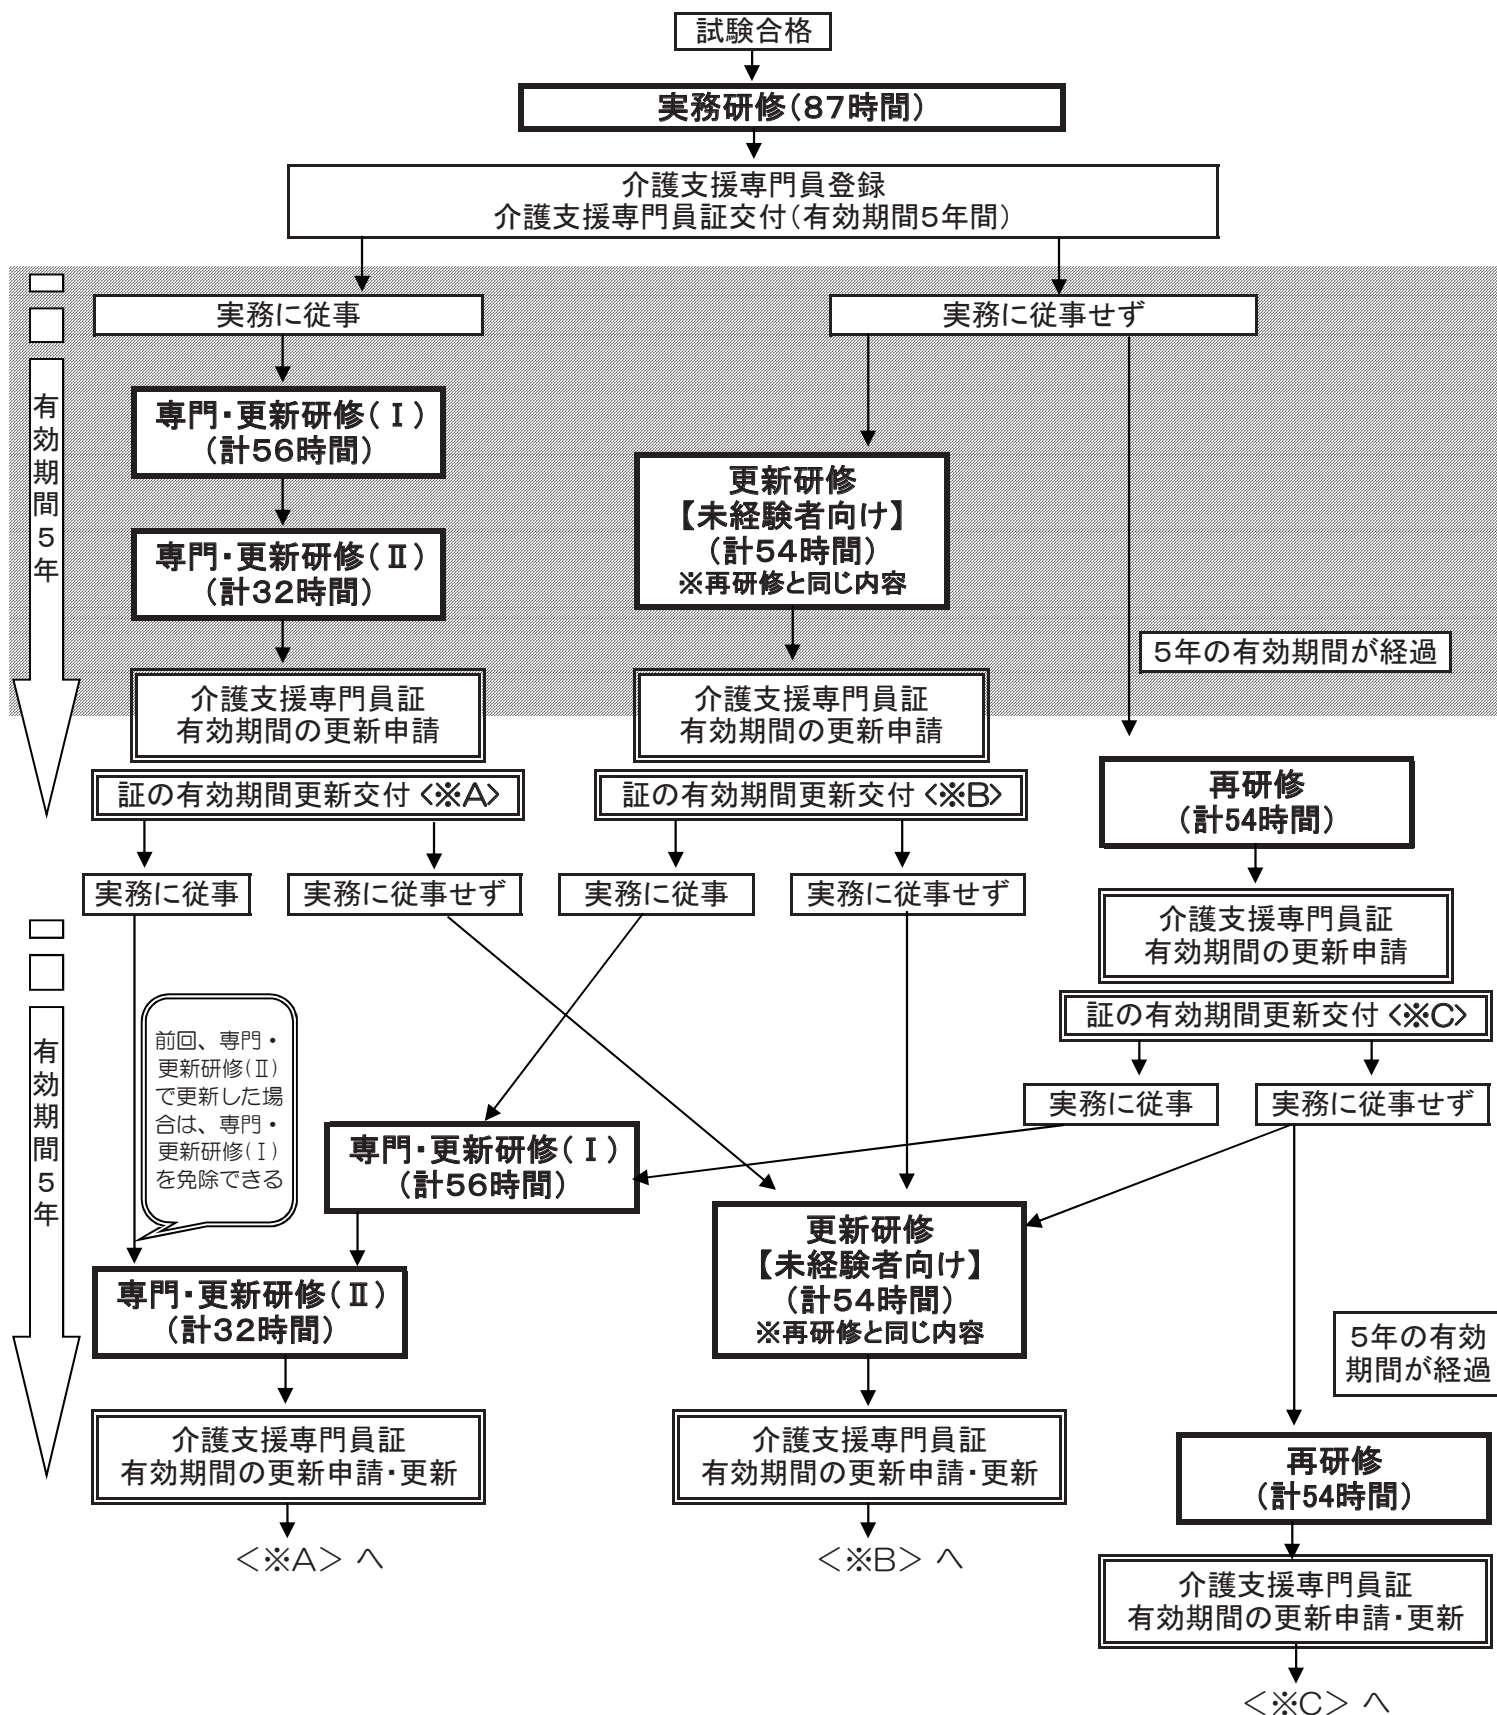 試験合格
実務研修(87時間)
介護支援専門員登録
介護支援専門員証交付(有効期間5年間)
有効期間5年
実務に従事
実務に従事せず
専門・更新研修(Ⅰ)
(計56時間)
更新研修
【未経験者向け】
(計54時間)
※再研修と同じ内容
専門・更新研修(Ⅱ)
(計32時間)
5年の有効期間が経過
介護支援専門員証
有効期間の更新申請
介護支援専門員証
有効期間の更新申請
証の有効期間更新交付<※A>
証の有効期間更新交付<※B>
再研修
(計54時間)
実務に従事
実務に従事せず
実務に従事
実務に従事せず
介護支援専門員証
有効期間の更新申請
証の有効期間更新交付<※C>
有効期間5年
前回、専門・
更新研修(Ⅱ)
で更新した場
合は、専門・
更新研修(Ⅰ)
を免除できる
実務に従事
実務に従事せず
専門・更新研修(Ⅰ)
(計56時間)
更新研修
【未経験者向け】
(計54時間)
※再研修と同じ内容
専門・更新研修(Ⅱ)
(計32時間)
5年の有効
期間が経過
介護支援専門員証
有効期間の更新申請・更新
介護支援専門員証
有効期間の更新申請・更新
再研修
(計54時間)
<※A> へ
<※B> へ
介護支援専門員証
有効期間の更新申請・更新
<※C> へ